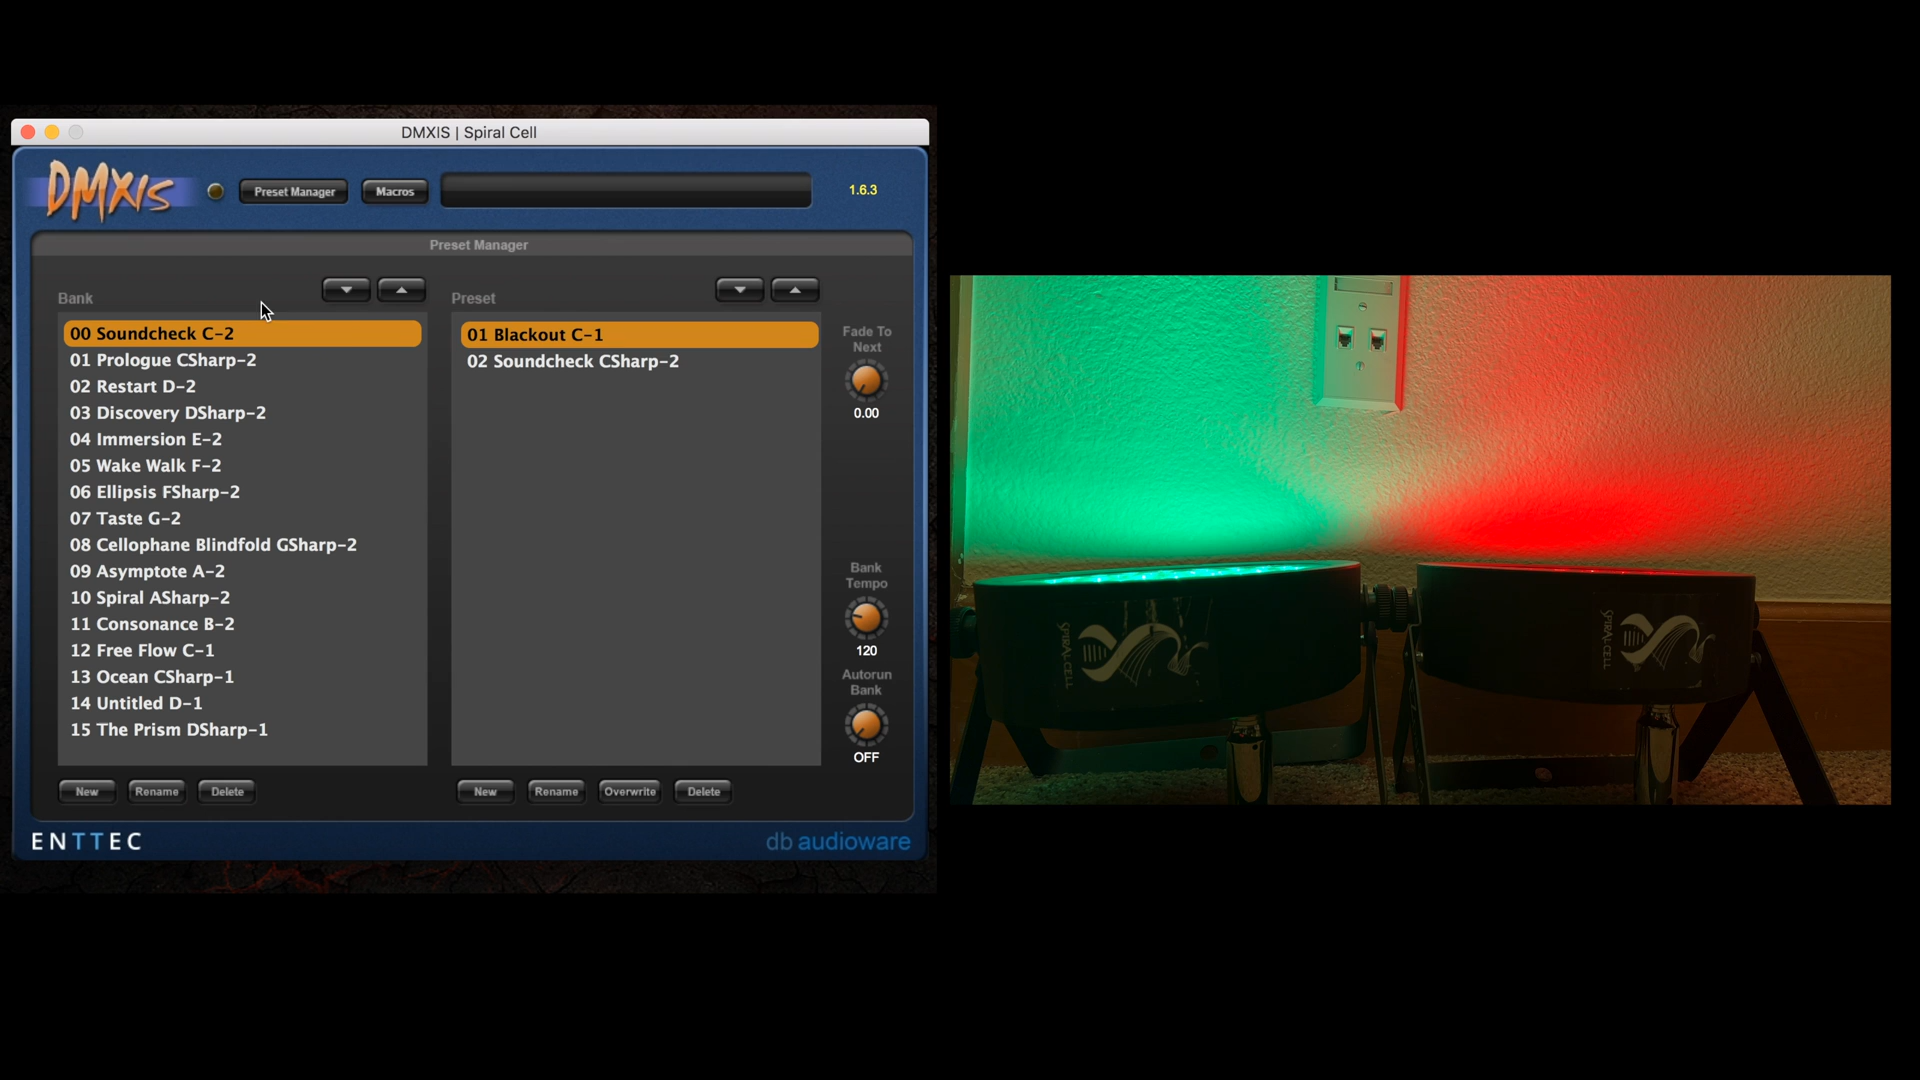 DMXIS | Spiral Cell
DMXIS
Preset Manager
Macros
1.6.3
Preset Manager
Bank
Preset
00 Soundcheck C-2
01 Prologue CSharp-2
02 Restart D-2
03 Discovery DSharp-2
04 Immersion E-2
05 Wake Walk F-2
06 Ellipsis FSharp-2
07 Taste G-2
08 Cellophane Blindfold GSharp-2
09 Asymptote A-2
10 Spiral ASharp-2
11 Consonance B-2
12 Free Flow C-1
13 Ocean CSharp-1
14 Untitled D-1
15 The Prism DSharp-1
01 Blackout C-1
02 Soundcheck CSharp-2
Fade To
Next
0.00
Bank
Tempo
120
Autorun
Bank
OFF
New
Rename
Delete
New
Rename
Overwrite
Delete
ENTTEC
db audioware
SPIRAL CELL
SPIRAL CELL